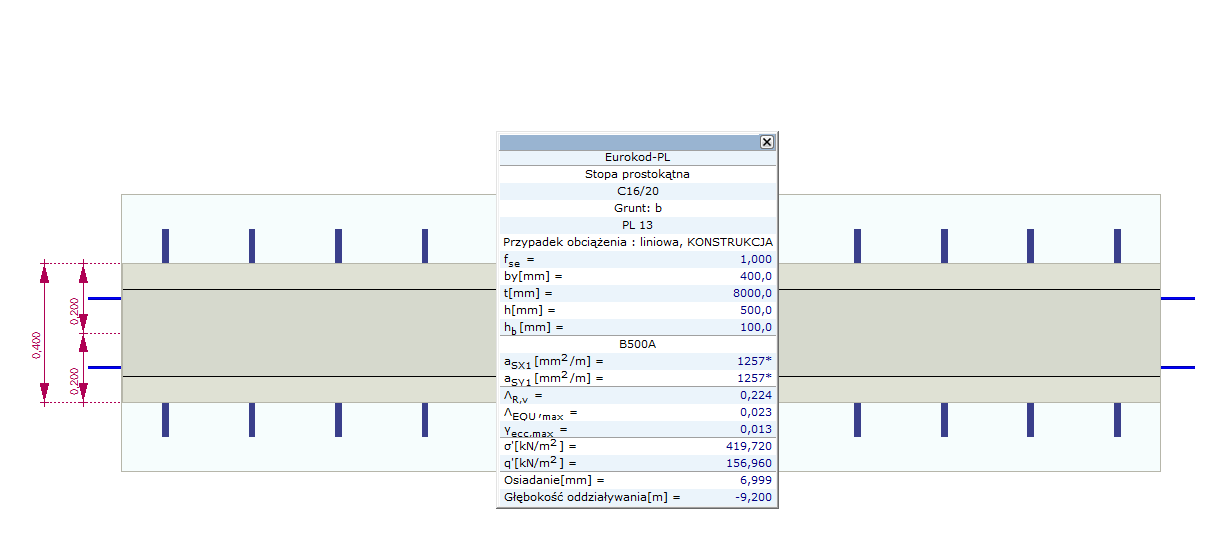 Eurokod-PL
Stopa prostokątna
C16/20
Grunt: b
PL 13
Przypadek obciążenia : liniowa, KONSTRUKCJA
fse = 1,000
by[mm] = 400,0
t[mm] = 8000,0
h[mm] = 500,0
hb[mm] = 100,0
B500A
aSX1[mm2/m] = 1257*
aSY1[mm2/m] = 1257*
ΛR,v = 0,224
ΛEQU,max = 0,023
γecc,max = 0,013
σ'[kN/m2] = 419,720
q'[kN/m2] = 156,960
Osiadanie[mm] = 6,999
Głębokość oddziaływania[m] = -9,200
0,400
0,200
0,200